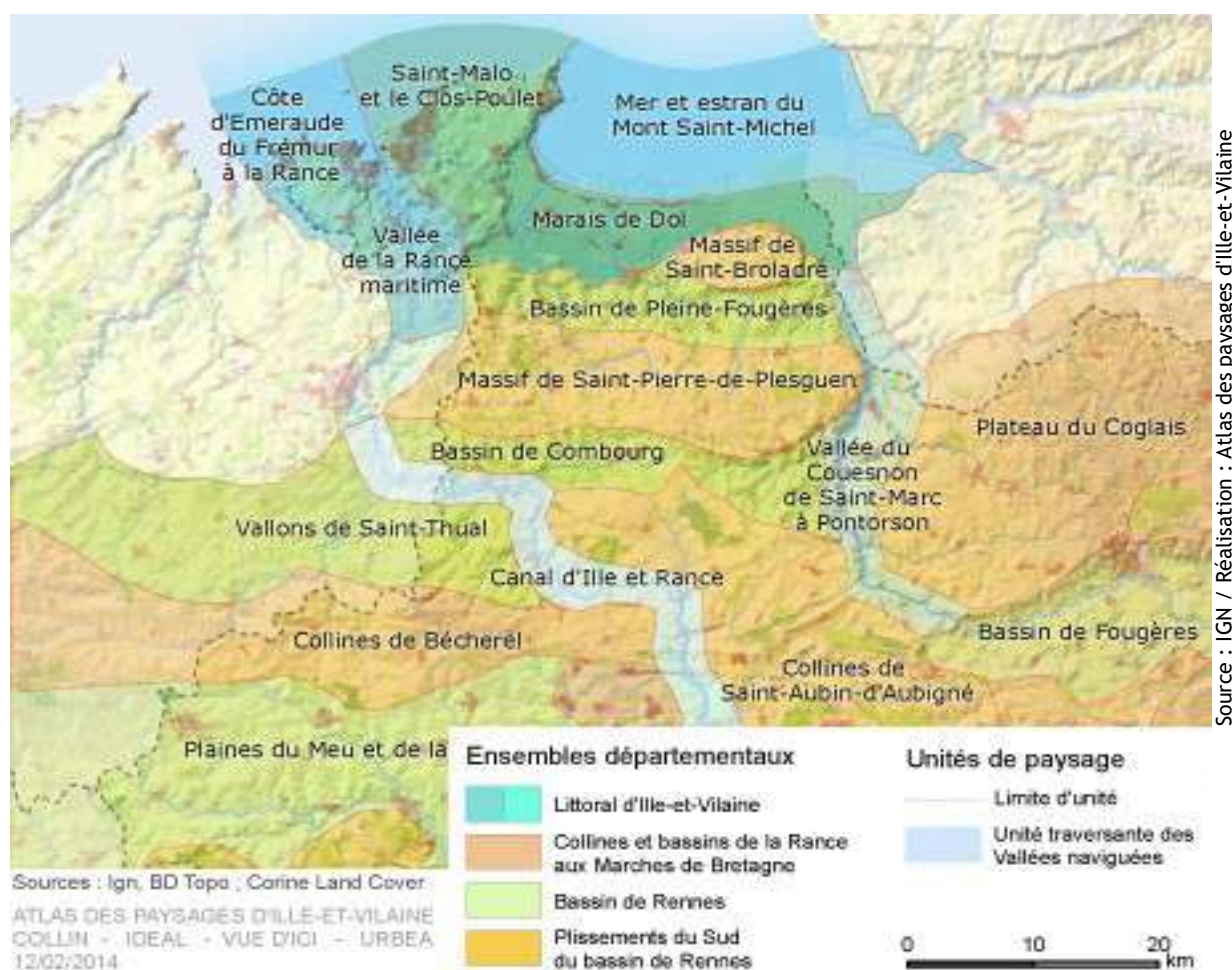 Saint-Malo
et le Clos-Poulet
Côte
d'Emeraude
du Frémur
à la Rance
Mer et estran du
Mont Saint-Michel
Marais de Dol
Vallée
de la Rance
maritime
Massif de
Saint-Broladre
Bassin de Pleine-Fougères
Massif de Saint-Pierre-de-Plesguen
Plateau du Coglais
Bassin de Combourg
Vallée du
Couesnon
de Saint-Marc
à Pontorson
Vallons de Saint-Thual
Canal d'Ille et Rance
Collines de Bécherel
Bassin de Fougères
Collines de
Saint-Aubin-d'Aubigné
Plaines du Meu et de la
Ensembles départementaux
Littoral d'Ille-et-Vilaine
Collines et bassins de la Rance
aux Marches de Bretagne
Bassin de Rennes
Plissements du Sud
du bassin de Rennes
Unités de paysage
Limite d'unité
Unité traversante des
Vallées naviguées
0 10 20
km
Sources : Ign, BD Topo ; Corine Land Cover
ATLAS DES PAYSAGES D'ILLE-ET-VILAINE
COLLIN - IDEAL - VUE D'ICI - URBEA
12/02/2014
Source : IGN / Réalisation : Atlas des paysages d'Ille-et-Vilaine